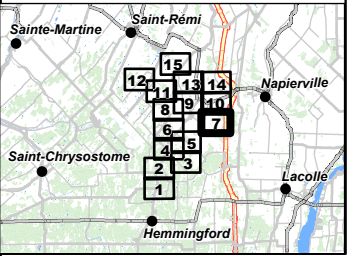 Saint-Rémi
Sainte-Martine
15
12
13
14
11
Napierville
9
10
8
7
6
5
4
Saint-Chrysostome
3
2
Lacolle
1
Hemmingford